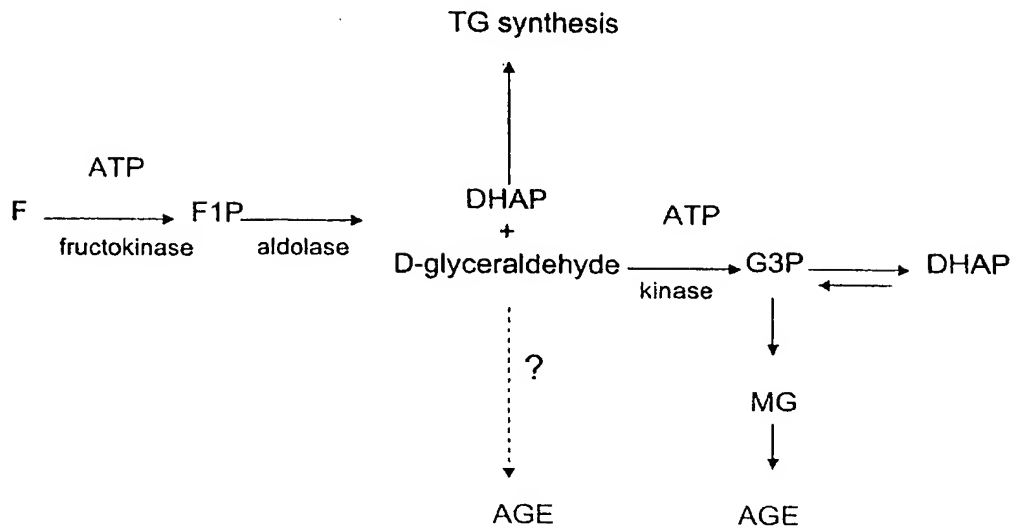 TG synthesis
ATP
DHAP
ATP
F F1P +
fructokinase aldolase
D-glyceraldehyde G3P DHAP
kinase
?
MG
AGE AGE